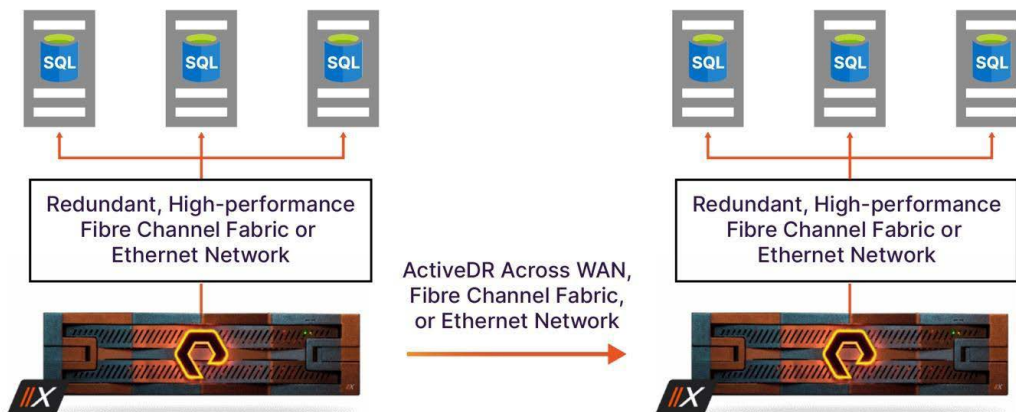 SQL
SQL
SQL
SQL
SQL
SQL
Redundant, High-performance
Fibre Channel Fabric or
Ethernet Network
Redundant, High-performance
Fibre Channel Fabric or
Ethernet Network
ActiveDR Across WAN,
Fibre Channel Fabric,
or Ethernet Network
//X
//X
//X
//X